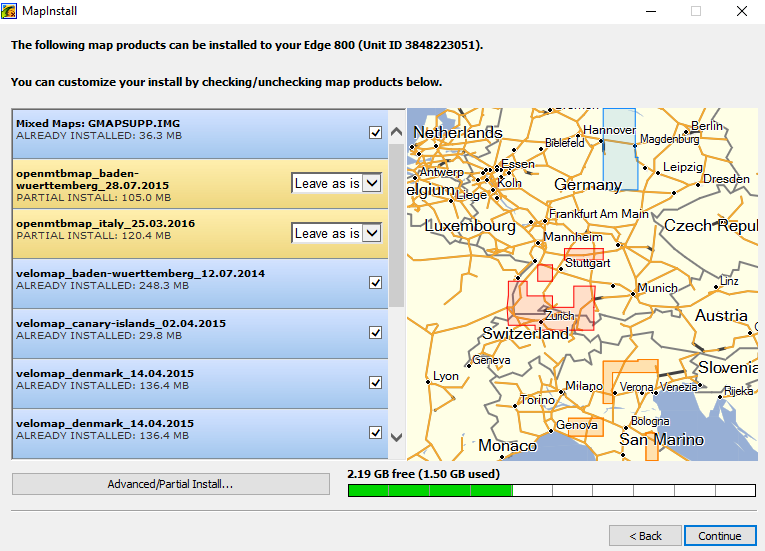 MapInstall
The following map products can be installed to your Edge 800 (Unit ID 3848223051).
You can customize your install by checking/unchecking map products below.
Mixed Maps: GMAPSUPP.IMG
ALREADY INSTALLED: 36.3 MB
openmtbmap_baden-
wuerttemberg_28.07.2015
PARTIAL INSTALL: 105.0 MB
Leave as is
openmtbmap_italy_25.03.2016
PARTIAL INSTALL: 120.4 MB
Leave as is
velomap_baden-wuerttemberg_12.07.2014
ALREADY INSTALLED: 248.3 MB
velomap_canary-islands_02.04.2015
ALREADY INSTALLED: 29.8 MB
velomap_denmark_14.04.2015
ALREADY INSTALLED: 136.4 MB
velomap_denmark_14.04.2015
ALREADY INSTALLED: 136.4 MB
Bremen
Netherlands
Hannover
Berlin
Bielefeld
Magdenburg
Essen
Antwerp
Leipzig
Koln
Germany
Dresden
elgium
Liege
Frankfurt Am Main
Luxembourg
Czech Repul
Mannheim
Stuttgart
Linz
Munich
Austria
Zurich
Switzerland
Geneva
Slovenia
Lyon
Milano
Verona
Venezia
Rijeka
Torino
Genova
Bologna
San Marino
Monaco
Advanced/Partial Install...
2.19 GB free (1.50 GB used)
< Back
Continue